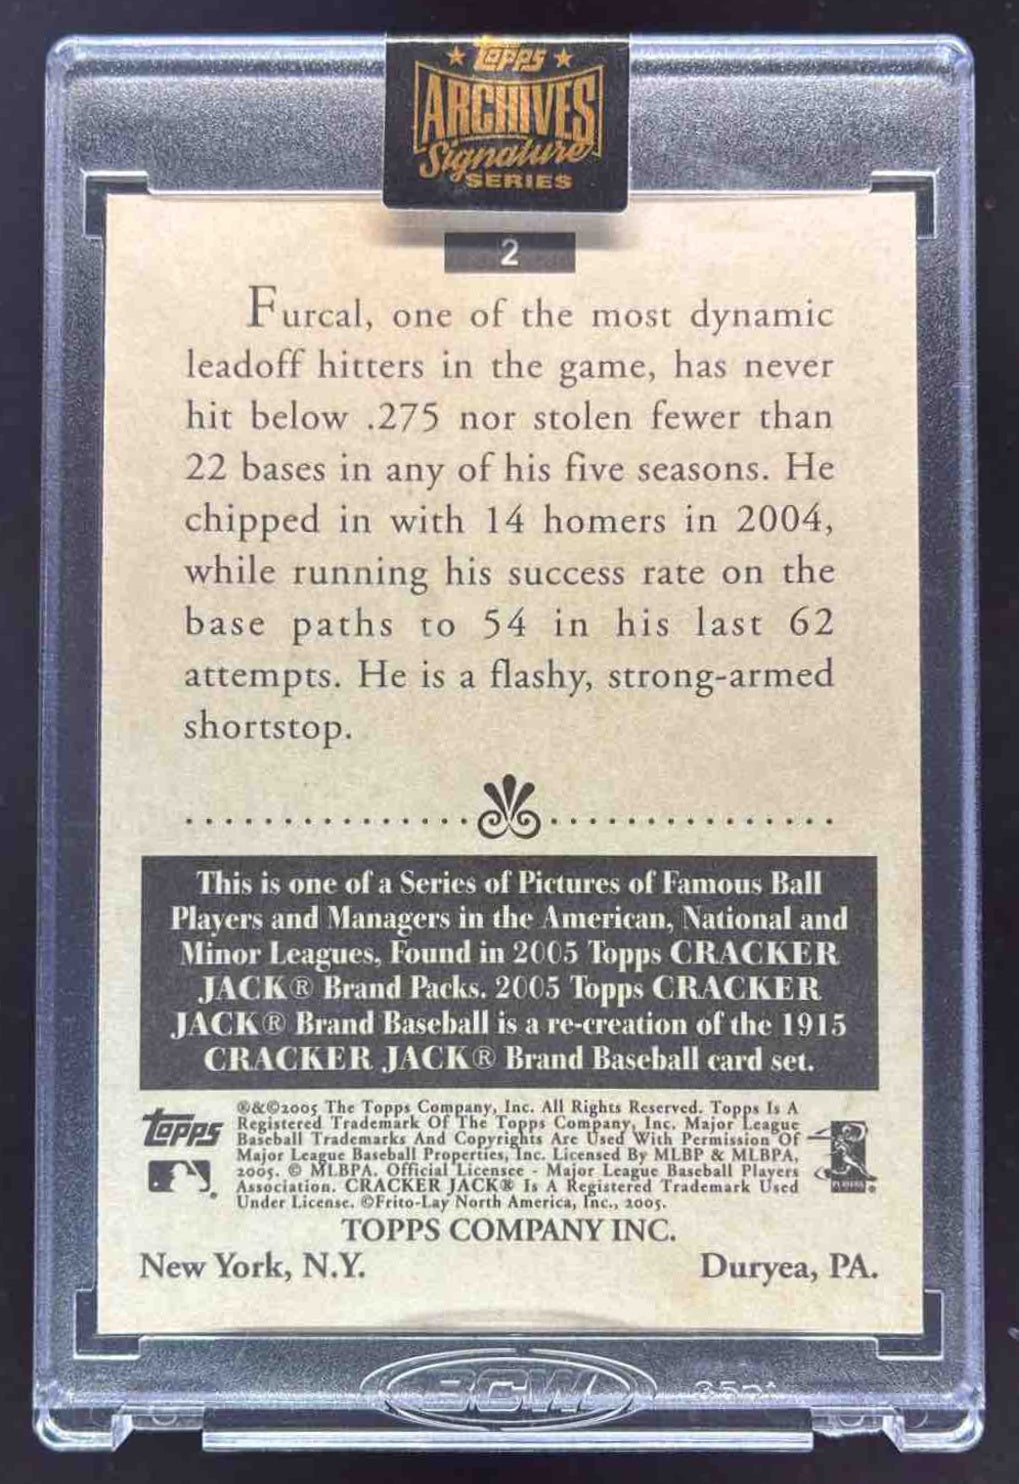 Topps
ARCHIVES
Signature
SERIES
2
Furcal, one of the most dynamic
leadoff hitters in the game, has never
hit below .275 nor stolen fewer than
22 bases in any of his five seasons. He
chipped in with 14 homers in 2004,
while running his success rate on the
base paths to 54 in his last 62
attempts. He is a flashy, strong-armed
shortstop.
This is one of a Series of Pictures of Famous Ball
Players and Managers in the American, National and
Minor Leagues, Found in 2005 Topps CRACKER
JACK® Brand Packs. 2005 Topps CRACKER
JACK® Brand Baseball is a re-creation of the 1915
CRACKER JACK® Brand Baseball card set.
Topps
®&©2005 The Topps Company, Inc. All Rights Reserved. Topps Is A
Registered Trademark Of The Topps Company, Inc. Major League
Baseball Trademarks And Copyrights Are Used With Permission Of
Major League Baseball Properties, Inc. Licensed By MLBP & MLBPA,
2005. © MLBPA. Official Licensee - Major League Baseball Players
Association. CRACKER JACK® Is A Registered Trademark Used
Under License. ©Frito-Lay North America, Inc., 2005.
PLAYERS
TOPPS COMPANY INC.
New York, N.Y.
Duryea, PA.
BCW
35pt